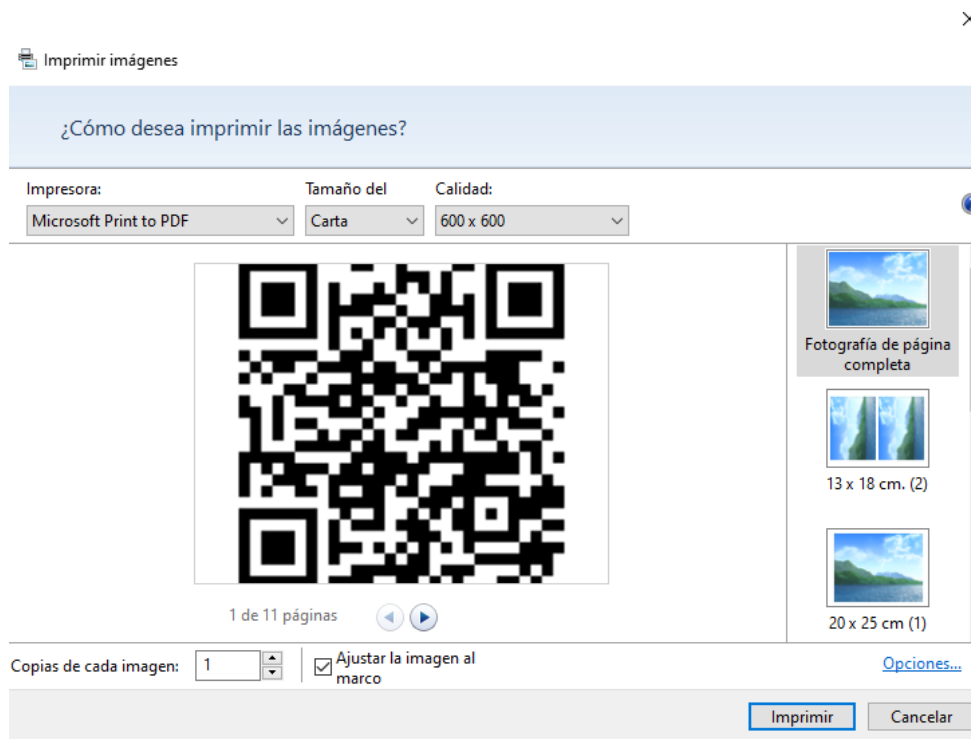 Imprimir imágenes
¿Cómo desea imprimir las imágenes?
Impresora: Tamaño del Calidad:
Microsoft Print to PDF Carta 600 x 600
Fotografía de página
completa
13 x 18 cm. (2)
20 x 25 cm (1)
1 de 11 páginas
Copias de cada imagen: 1 Ajustar la imagen al
marco
Opciones...
Imprimir Cancelar